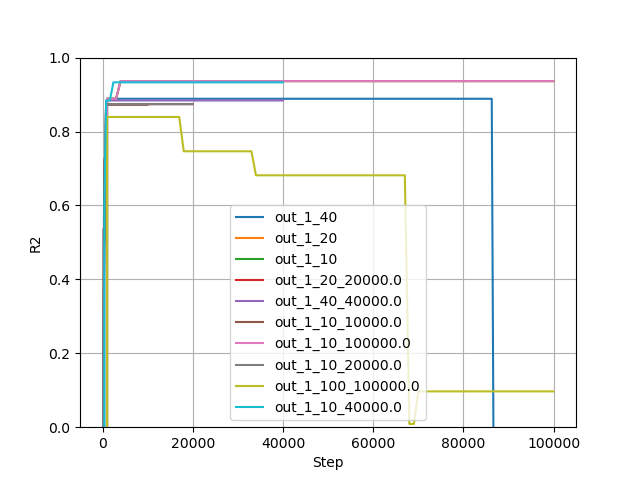 1.0
0.8
0.6
0.4
0.2
0.0
R2
out_1_40
out_1_20
out_1_10
out_1_20_20000.0
out_1_40_40000.0
out_1_10_10000.0
out_1_10_100000.0
out_1_10_20000.0
out_1_100_100000.0
out_1_10_40000.0
0 20000 40000 60000 80000 100000
Step